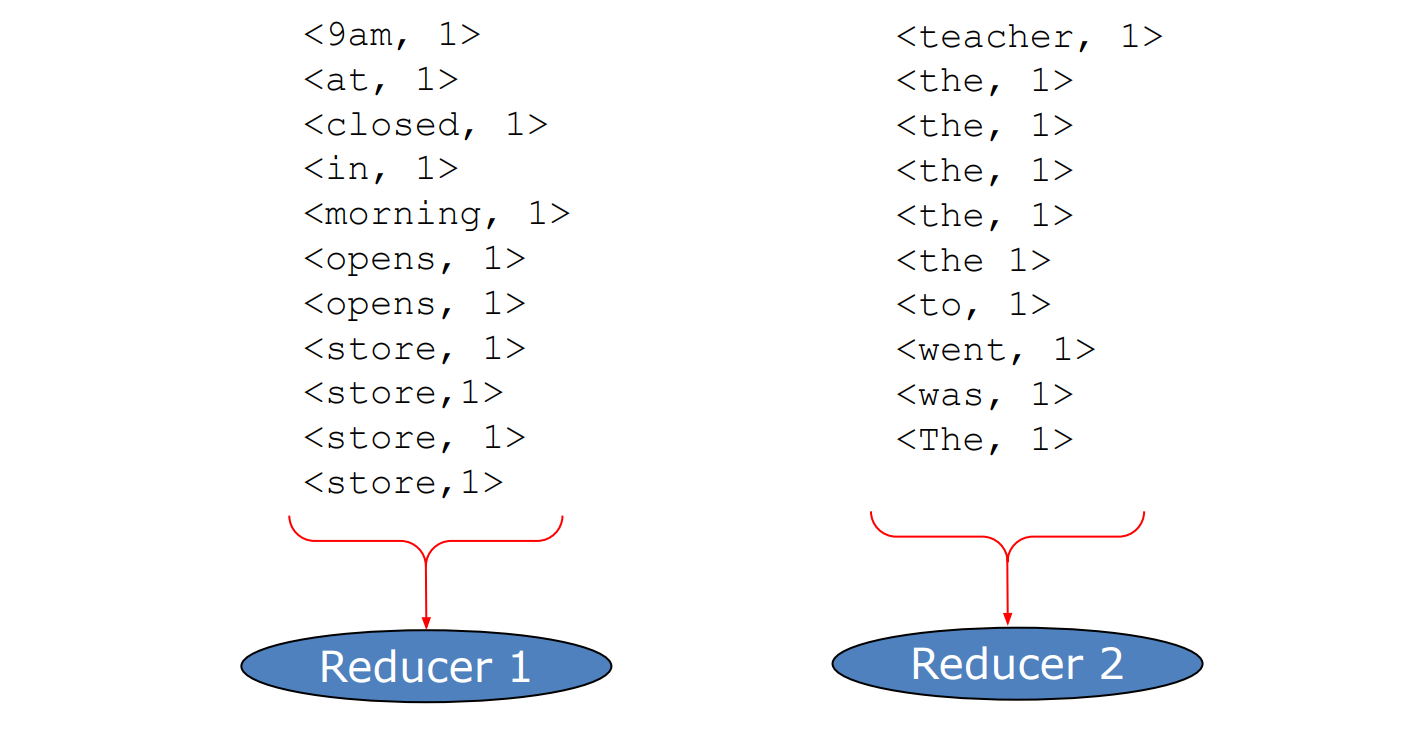 <9am, 1>
<at, 1>
<closed, 1>
<in, 1>
<morning, 1>
<opens, 1>
<opens, 1>
<store, 1>
<store,1>
<store, 1>
<store,1>
Reducer 1
<teacher, 1>
<the, 1>
<the, 1>
<the, 1>
<the, 1>
<the 1>
<to, 1>
<went, 1>
<was, 1>
<The, 1>
Reducer 2